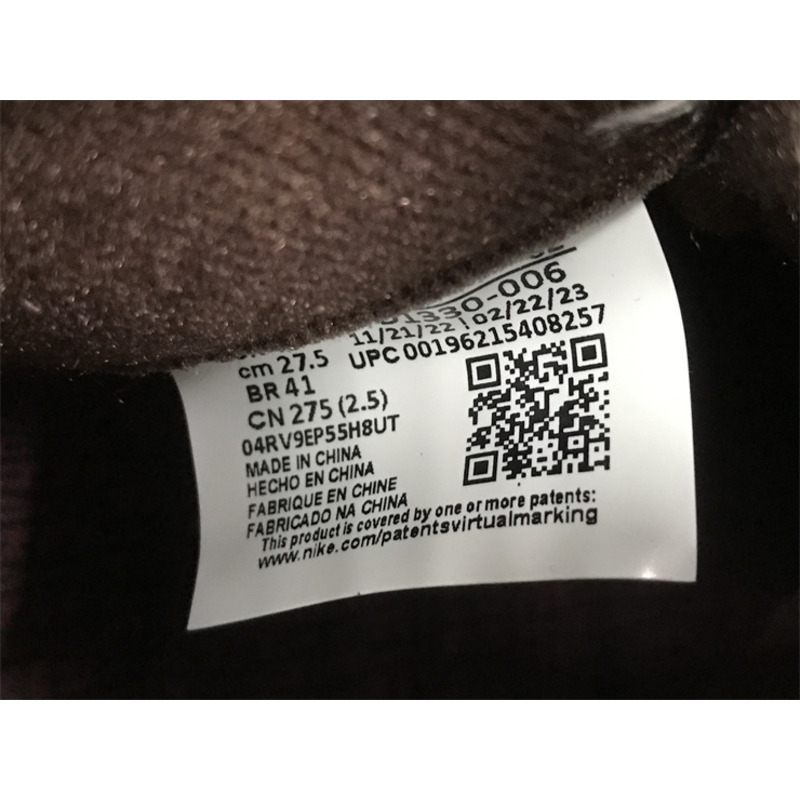 1330-006
11/21/22 02/22/23
UPC 00196215408257
cm 27.5
BR 41
CN 275 (2.5)
04RV9EP55H8UT
MADE IN CHINA
HECHO EN CHINA
FABRIQUE EN CHINE
FABRICADO NA CHINA
This product is covered by one or more patents:
www.nike.com/patentsvirtualmarking